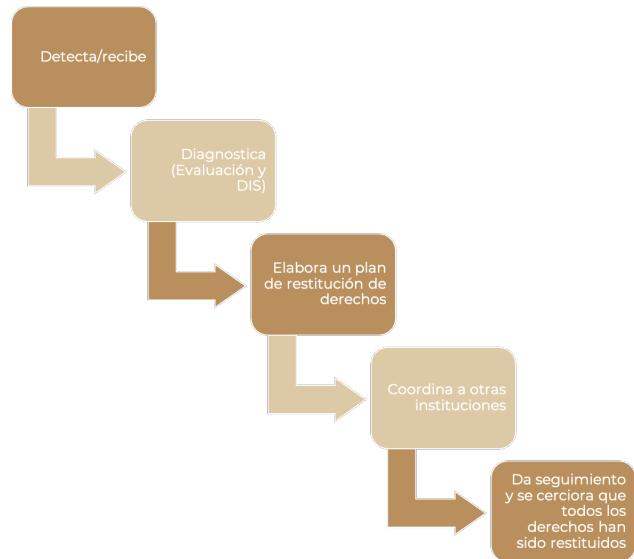 Detecta/recibe
Diagnostica
(Evaluación y
DIS)
Elabora un plan
de restitución de
derechos
Coordina a otras
instituciones
Da seguimiento
y se cerciora que
todos los
derechos han
sido restituidos